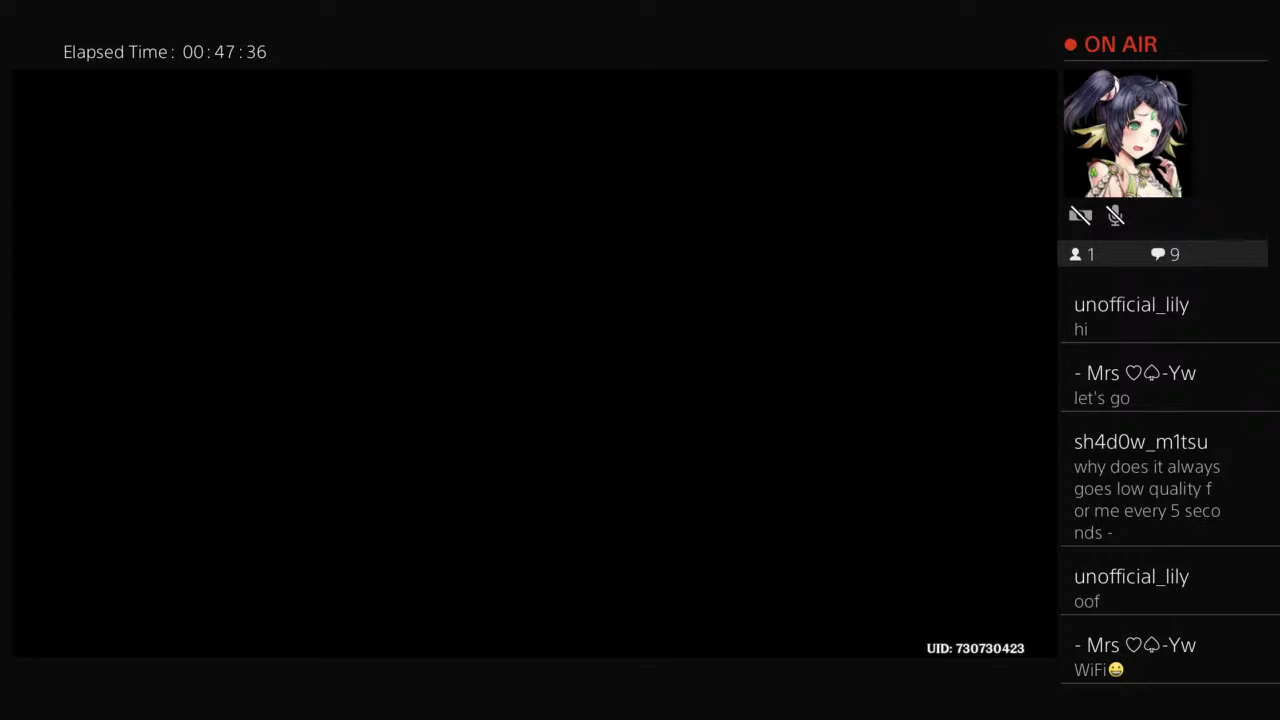 Elapsed Time: 00:47:36
ON AIR
1 9
unofficial_lily
hi
- Mrs ♡♤-Yw
let's go
sh4d0w_m1tsu
why does it always
goes low quality f
or me every 5 seco
nds -
unofficial_lily
oof
- Mrs ♡♤-Yw
WiFi😀
UID: 730730423